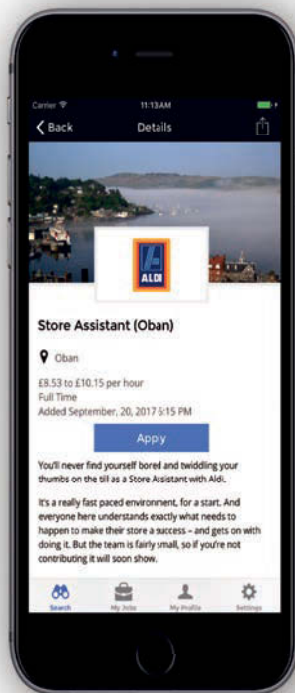 Carrier
11:13AM
Back
Details
ALDI
Store Assistant (Oban)
Oban
£8.53 to £10.15 per hour
Full Time
Added September, 20, 2017 5:15 PM
Appy
You'll never find yourself bored and twiddling your
thumbs on the till as a Store Assistant with Aldi.
It's a really fast paced environment, for a start. And
everyone here understands exactly what needs to
happen to make their store a success – and gets on with
doing it. But the team is fairly small, so if you're not
contributing it will soon show.
Search
My Jobs
My Profile
Settings